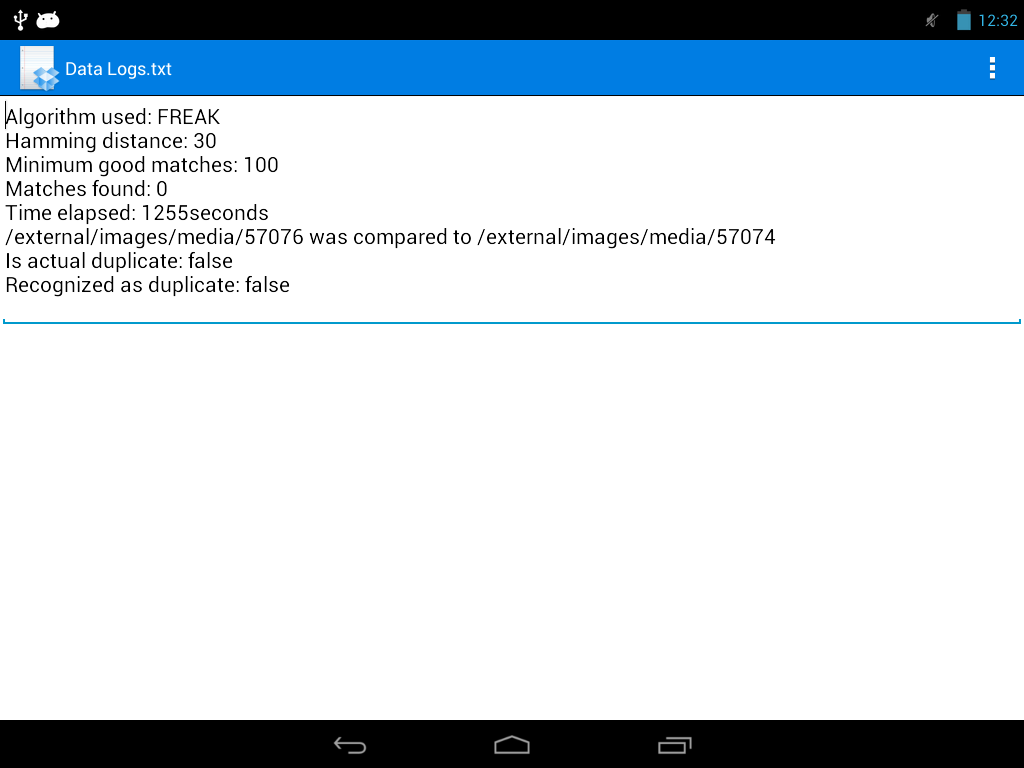 12:32
Data Logs.txt
Algorithm used: FREAK
Hamming distance: 30
Minimum good matches: 100
Matches found: 0
Time elapsed: 1255seconds
/external/images/media/57076 was compared to /external/images/media/57074
Is actual duplicate: false
Recognized as duplicate: false